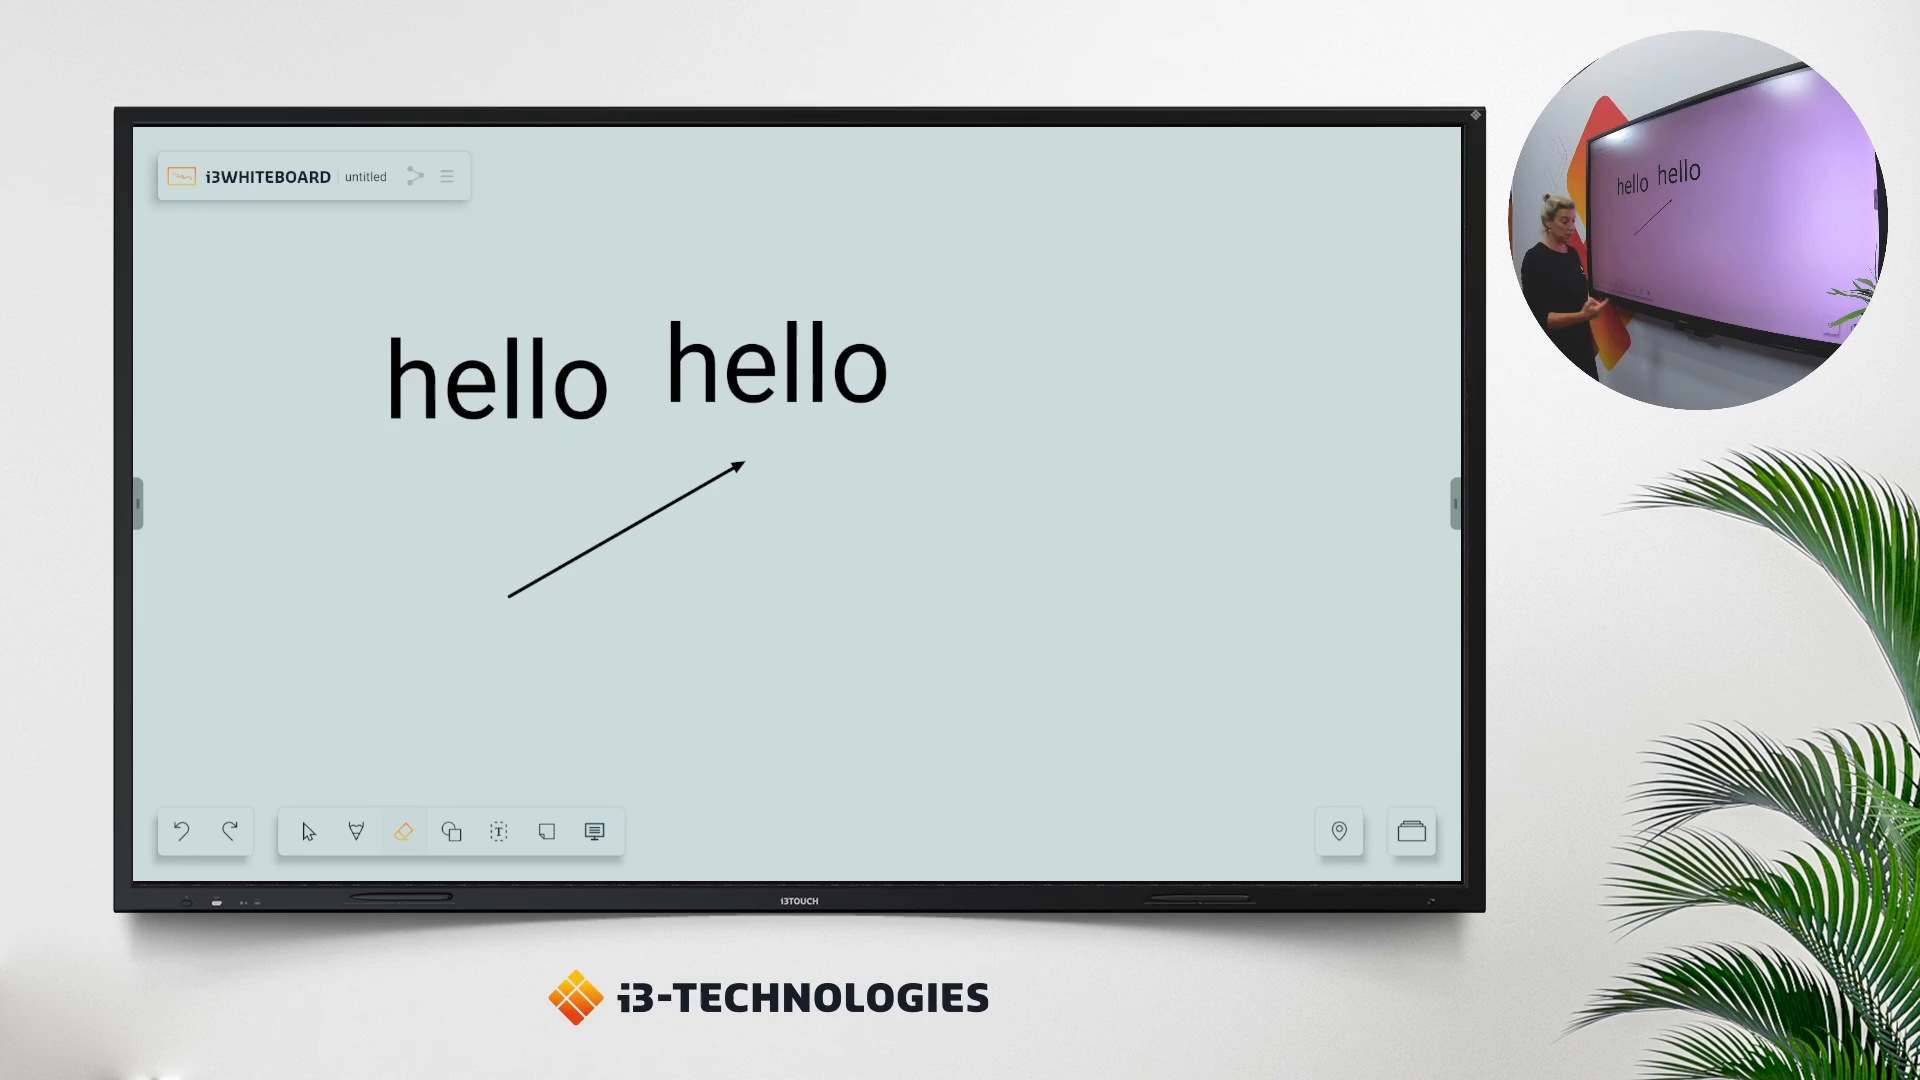 i3WHITEBOARD untitled
hello hello
hello hello
T
i3TOUCH
i3-TECHNOLOGIES